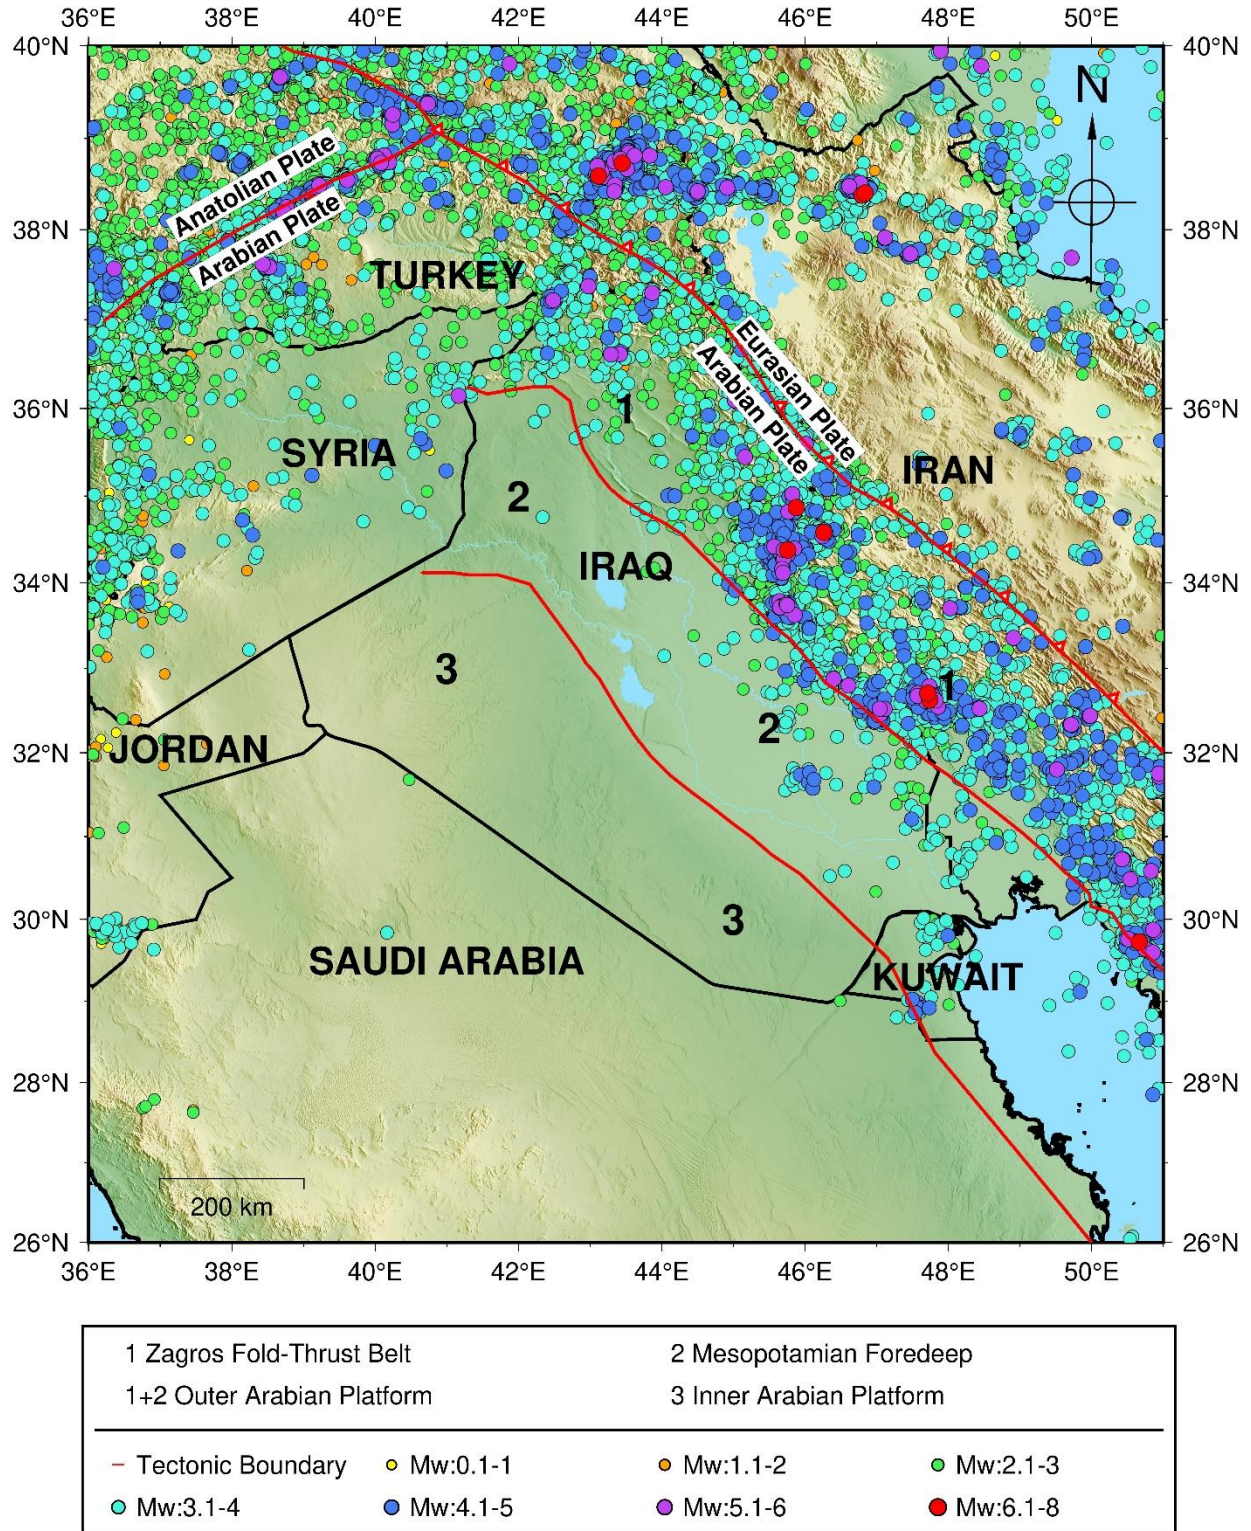 36°E 38°E 40°E 42°E 44°E 46°E 48°E 50°E
40°N 40°N
N
Anatolian Plate
Arabian Plate
38°N 38°N
TURKEY
Eurasian Plate
Arabian Plate
36°N 1 36°N
SYRIA IRAN
2
IRAQ
34°N 34°N
3 1
2
32°N JORDAN 32°N
30°N 3 30°N
SAUDI ARABIA KUWAIT
28°N 28°N
200 km
26°N 26°N
36°E 38°E 40°E 42°E 44°E 46°E 48°E 50°E
1 Zagros Fold-Thrust Belt 2 Mesopotamian Foredeep
1+2 Outer Arabian Platform 3 Inner Arabian Platform
Tectonic Boundary Mw:0.1-1 Mw:1.1-2 Mw:2.1-3
Mw:3.1-4 Mw:4.1-5 Mw:5.1-6 Mw:6.1-8